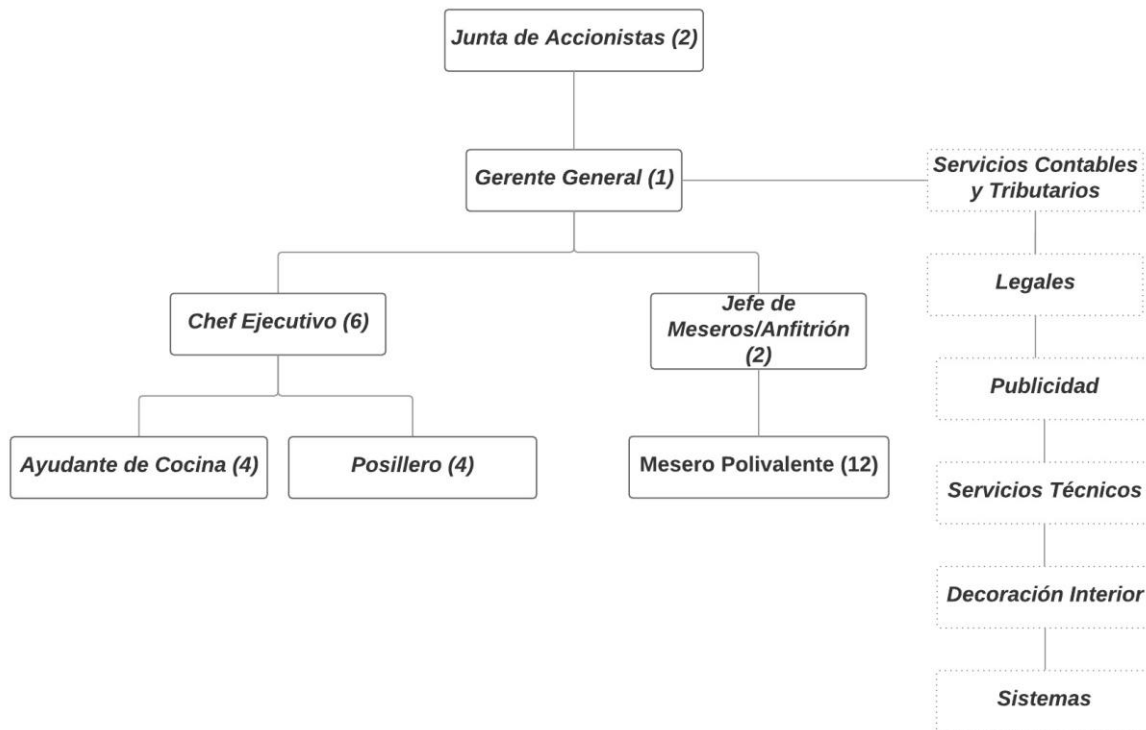 Junta de Accionistas (2)
Gerente General (1)
Servicios Contables
y Tributarios
Legales
Chef Ejecutivo (6)
Jefe de
Meseros/Anfitrión
(2)
Publicidad
Ayudante de Cocina (4)
Posillero (4)
Mesero Polivalente (12)
Servicios Técnicos
Decoración Interior
Sistemas